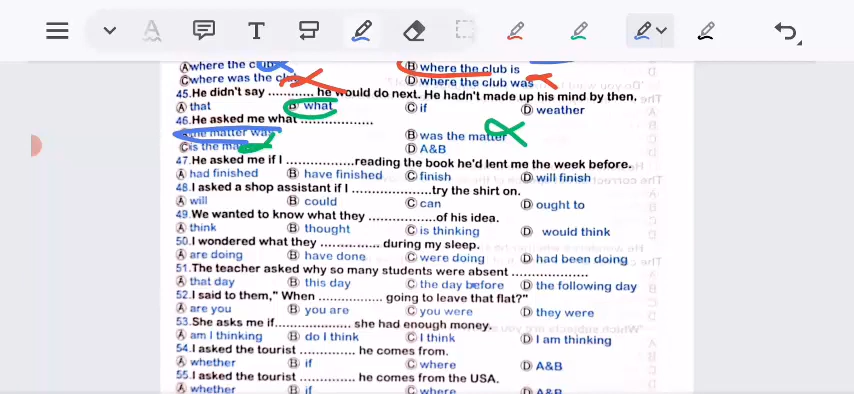 A where the club
B where the club is
C where was the club
D where the club was
45.He didn't say ............ he would do next. He hadn't made up his mind by then.
A that
B what
C if
D weather
46.He asked me what ...................
A the matter was
B was the matter
C is the ma
D A&B
47.He asked me if I ..................reading the book he'd lent me the week before.
A had finished
B have finished
C finish
D will finish
48.I asked a shop assistant if I .....................try the shirt on.
A will
B could
C can
D ought to
49.We wanted to know what they ..................of his idea.
A think
B thought
C is thinking
D would think
50.I wondered what they ................ during my sleep.
A are doing
B have done
C were doing
D had been doing
51.The teacher asked why so many students were absent ....................
A that day
B this day
C the day before
D the following day
52.I said to them," When ................. going to leave that flat?"
A are you
B you are
C you were
D they were
53.She asks me if.................... she had enough money.
A am I thinking
B do I think
C I think
D I am thinking
54.I asked the tourist .............. he comes from.
A whether
B if
C where
D A&B
55.I asked the tourist .............. he comes from the USA.
A whether
B if
C where
D A&B